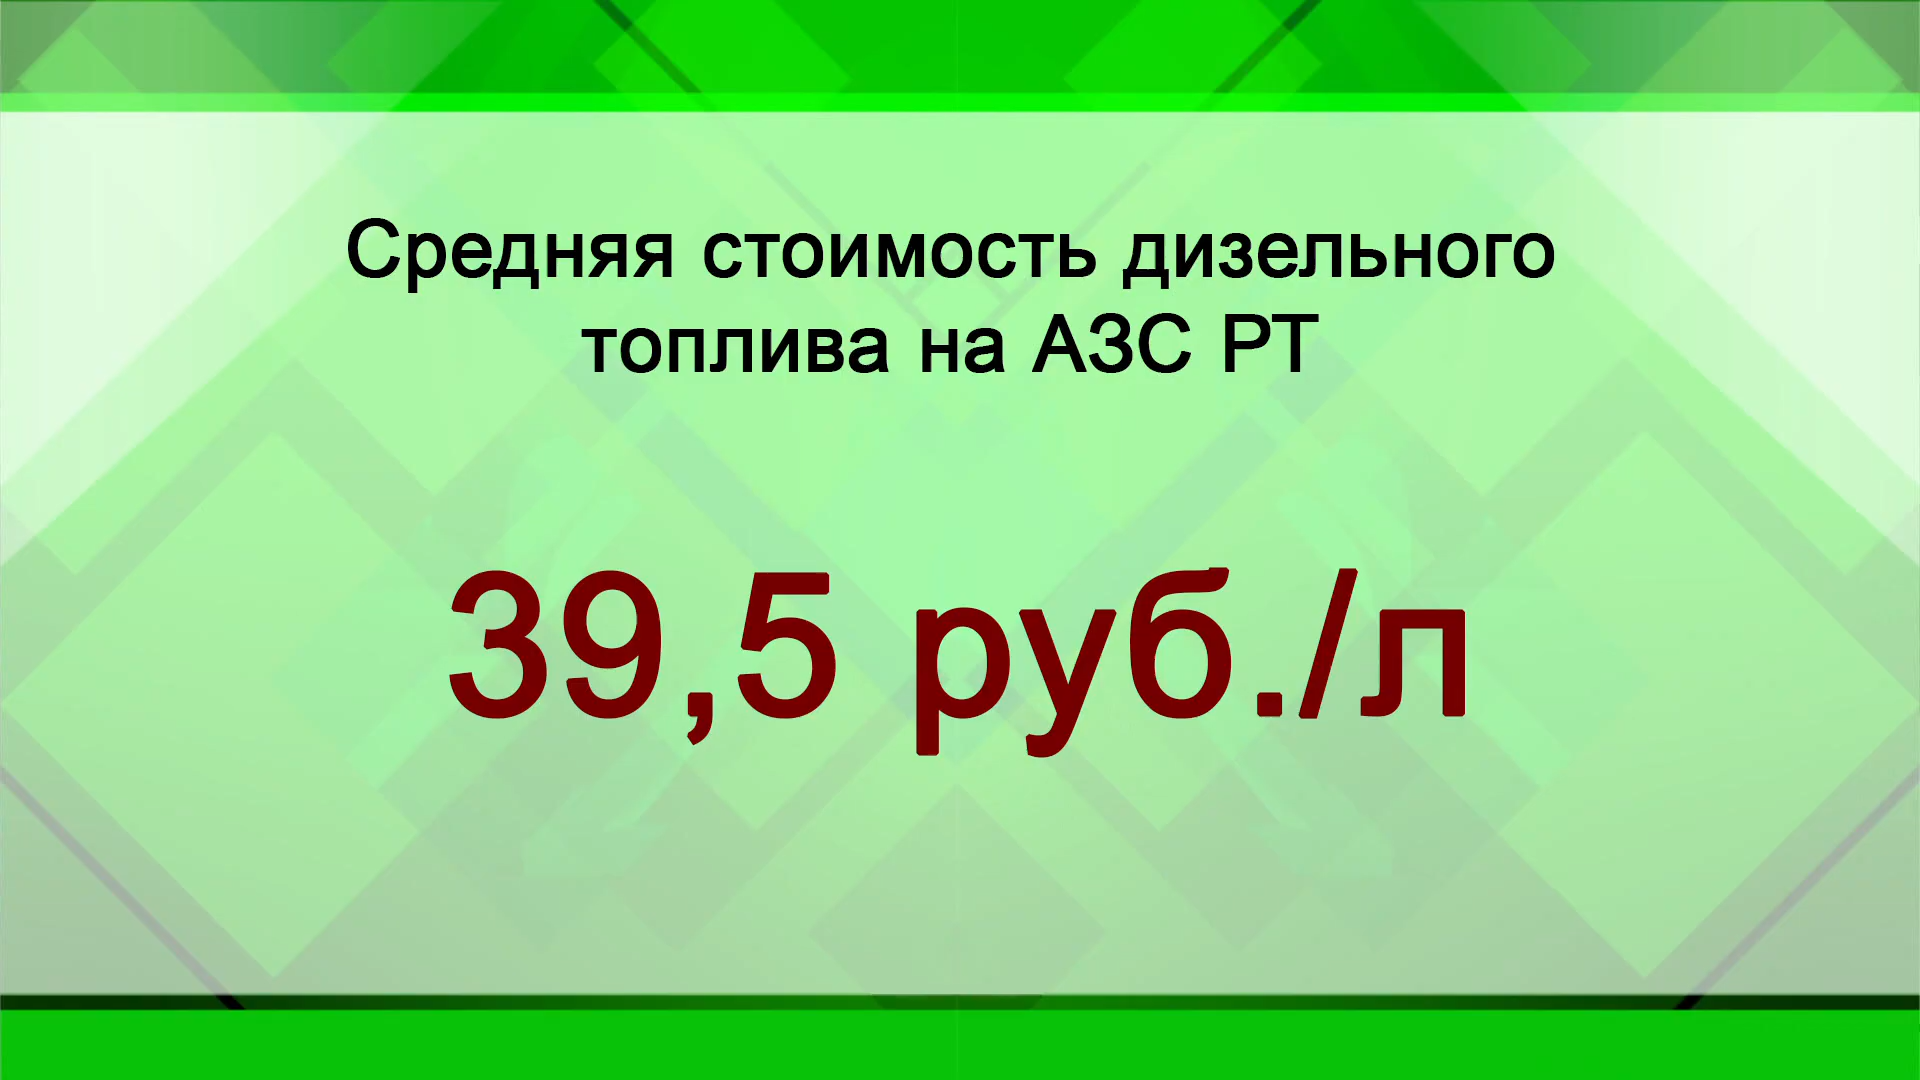 Средняя стоимость дизельного
топлива на АЗС РТ
39,5 руб./л